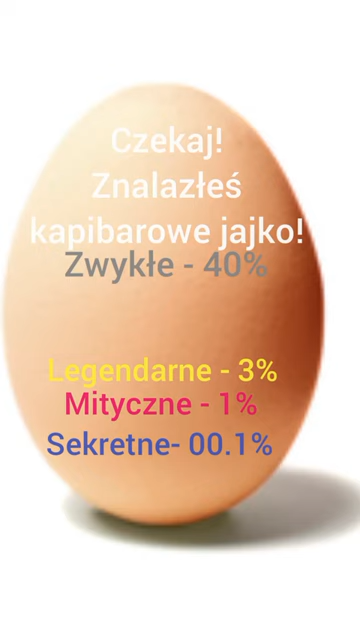 Czekaj!
Znalazłeś
kapibarowe jajko!
Zwykłe - 40%
Legendarne - 3%
Mityczne - 1%
Sekretne- 00.1%